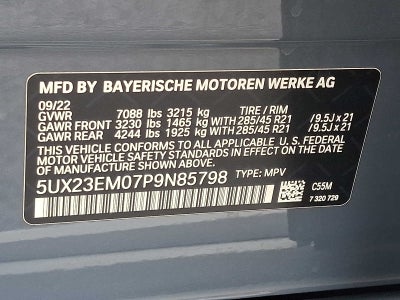 MFD BY BAYERISCHE MOTOREN WERKE AG
09/22
GVWR 7088 lbs 3215 kg TIRE / RIM
GAWR FRONT 3230 lbs 1465 kg WITH 285/45 R21 / 9.5J x 21
GAWR REAR 4244 lbs 1925 kg WITH 285/45 R21 / 9.5J x 21
THIS VEHICLE CONFORMS TO ALL APPLICABLE U. S. FEDERAL
MOTOR VEHICLE SAFETY STANDARDS IN EFFECT ON THE
DATE OF MANUFACTURE SHOWN ABOVE.
5UX23EM07P9N85798 TYPE: MPV
C55M
7 320 729